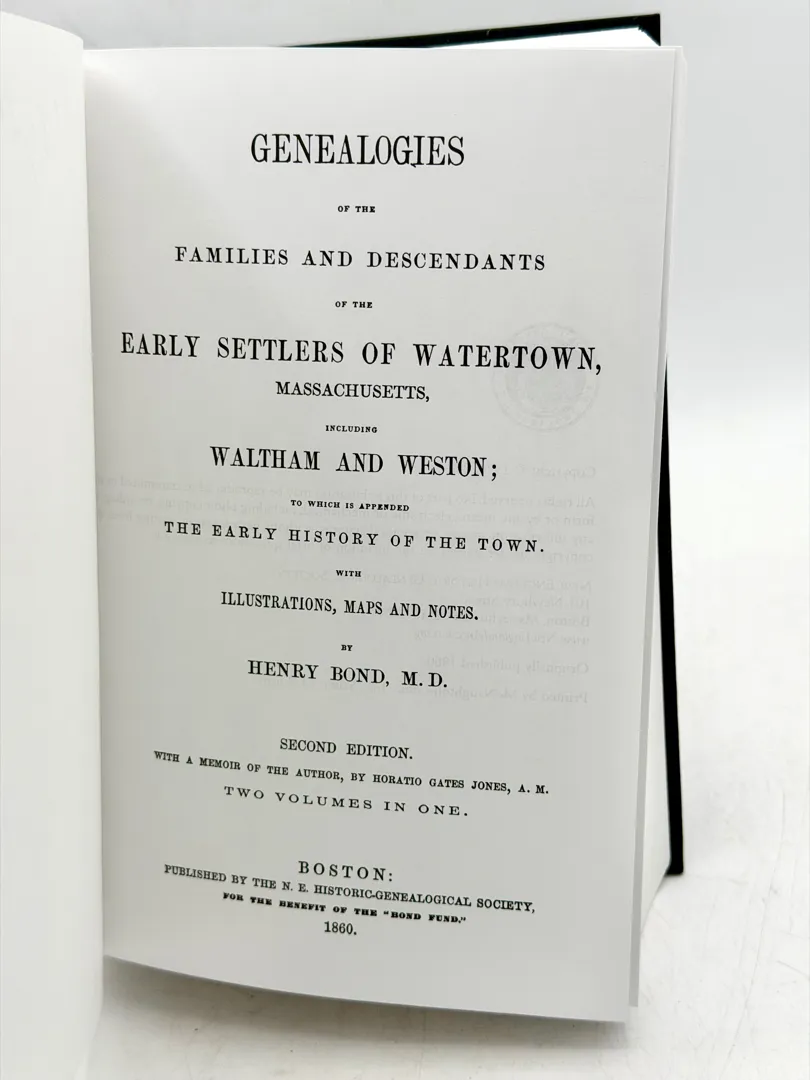 GENEALOGIES
OF THE
FAMILIES AND DESCENDANTS
OF THE
EARLY SETTLERS OF WATERTOWN,
MASSACHUSETTS,
INCLUDING
WALTHAM AND WESTON;
TO WHICH IS APPENDED
THE EARLY HISTORY OF THE TOWN.
WITH
ILLUSTRATIONS, MAPS AND NOTES.
BY
HENRY BOND, M.D.
SECOND EDITION.
WITH A MEMOIR OF THE AUTHOR, BY HORATIO GATES JONES, A. M.
TWO VOLUMES IN ONE.
BOSTON:
PUBLISHED BY THE N. E. HISTORIC-GENEALOGICAL SOCIETY,
FOR THE BENEFIT OF THE "BOND FUND."
1860.